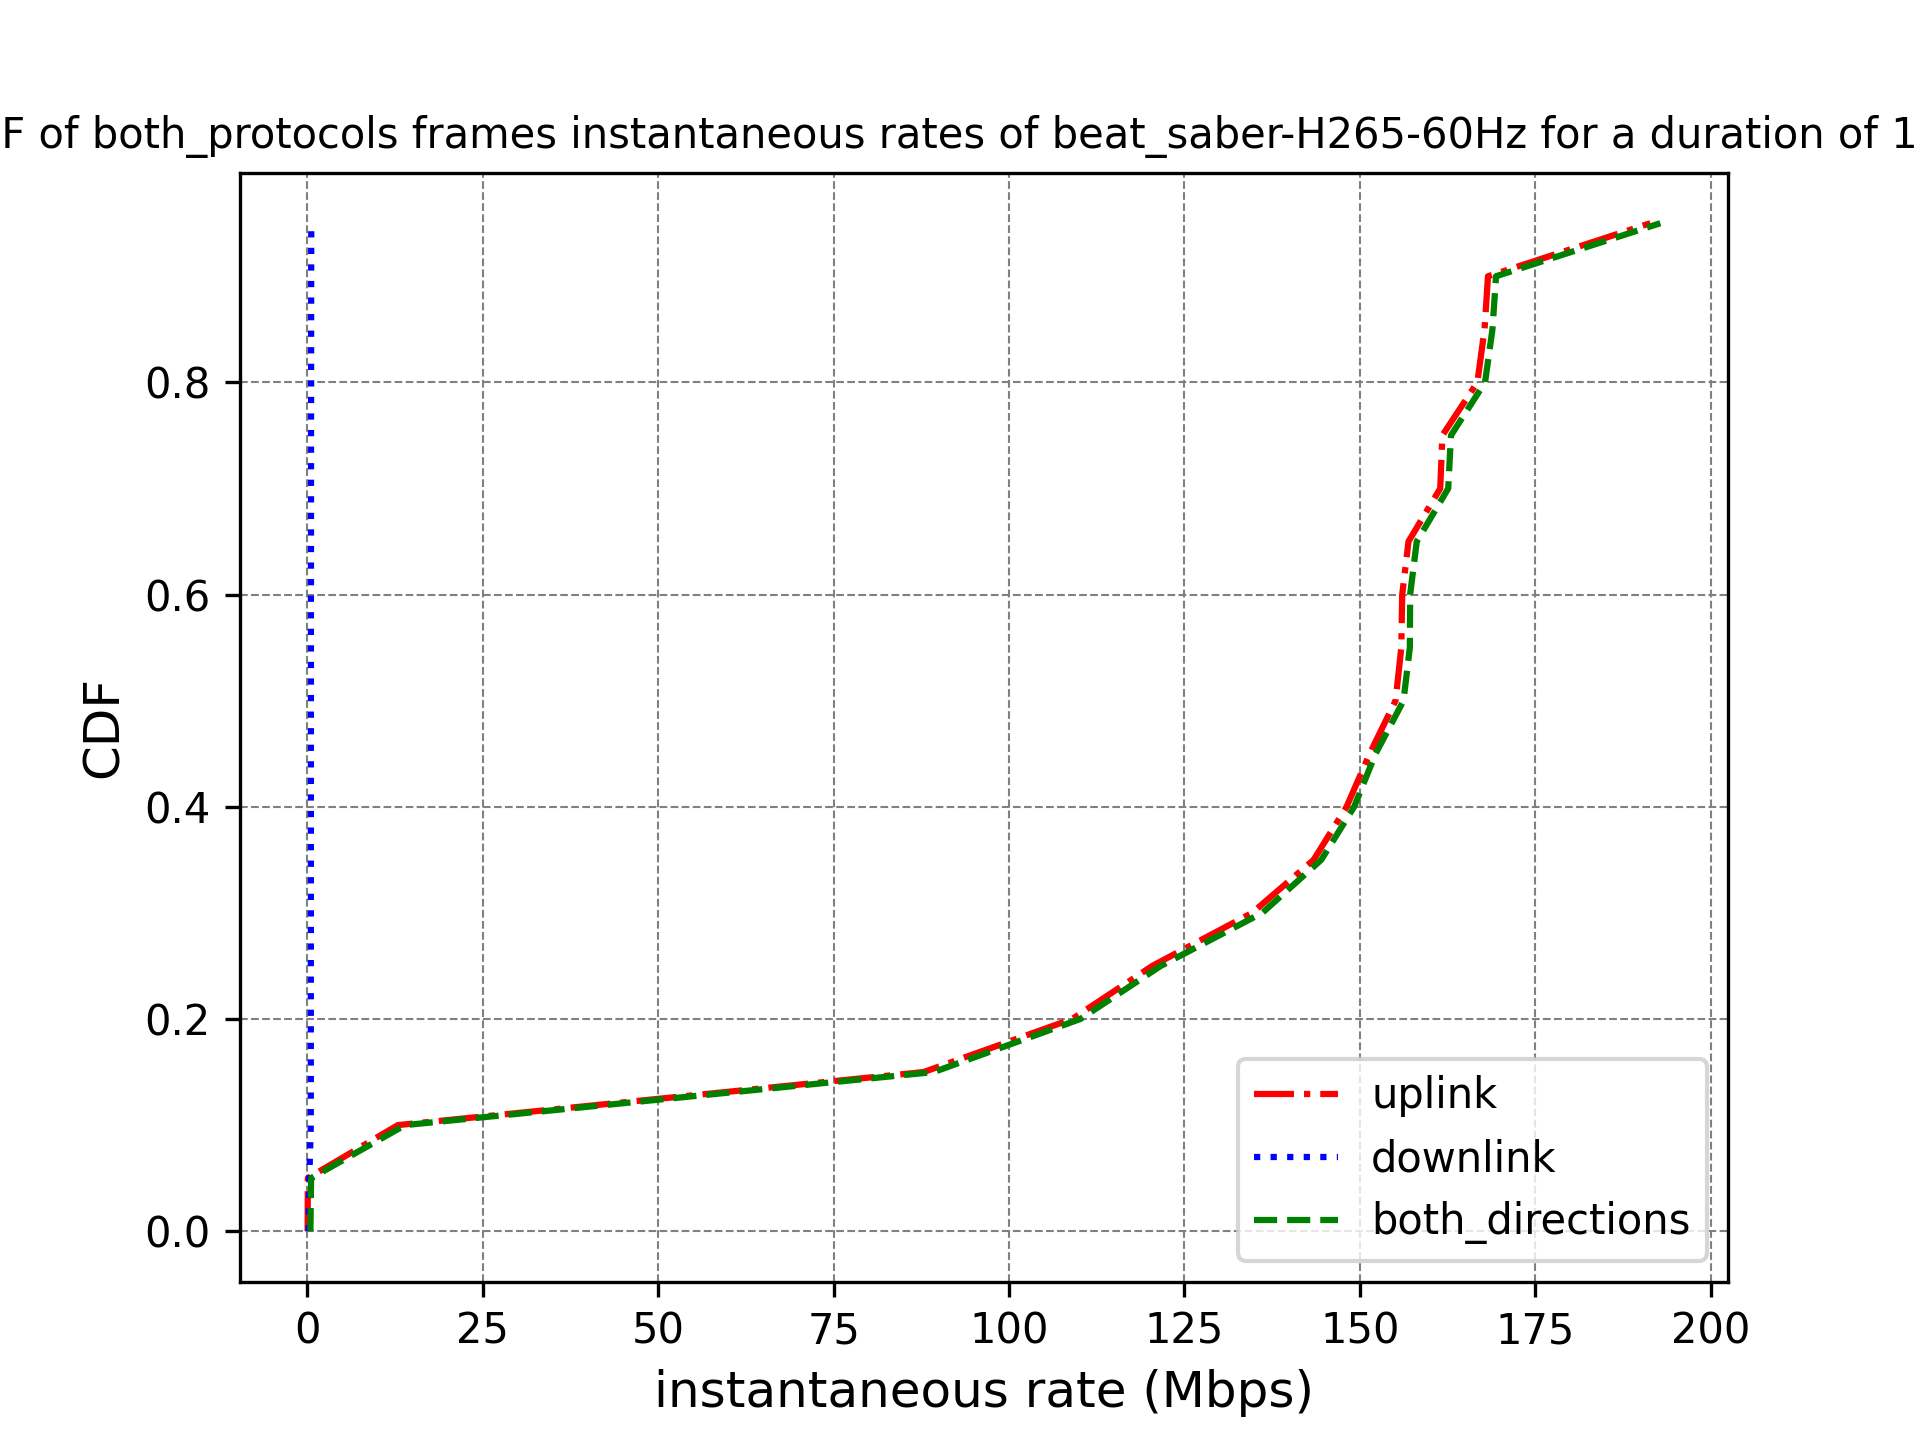 F of both_protocols frames instantaneous rates of beat_saber-H265-60Hz for a duration of 1
0.8
0.6
0.4
0.2
0.0
CDF
0 25 50 75 100 125 150 175 200
instantaneous rate (Mbps)
uplink
downlink
both_directions